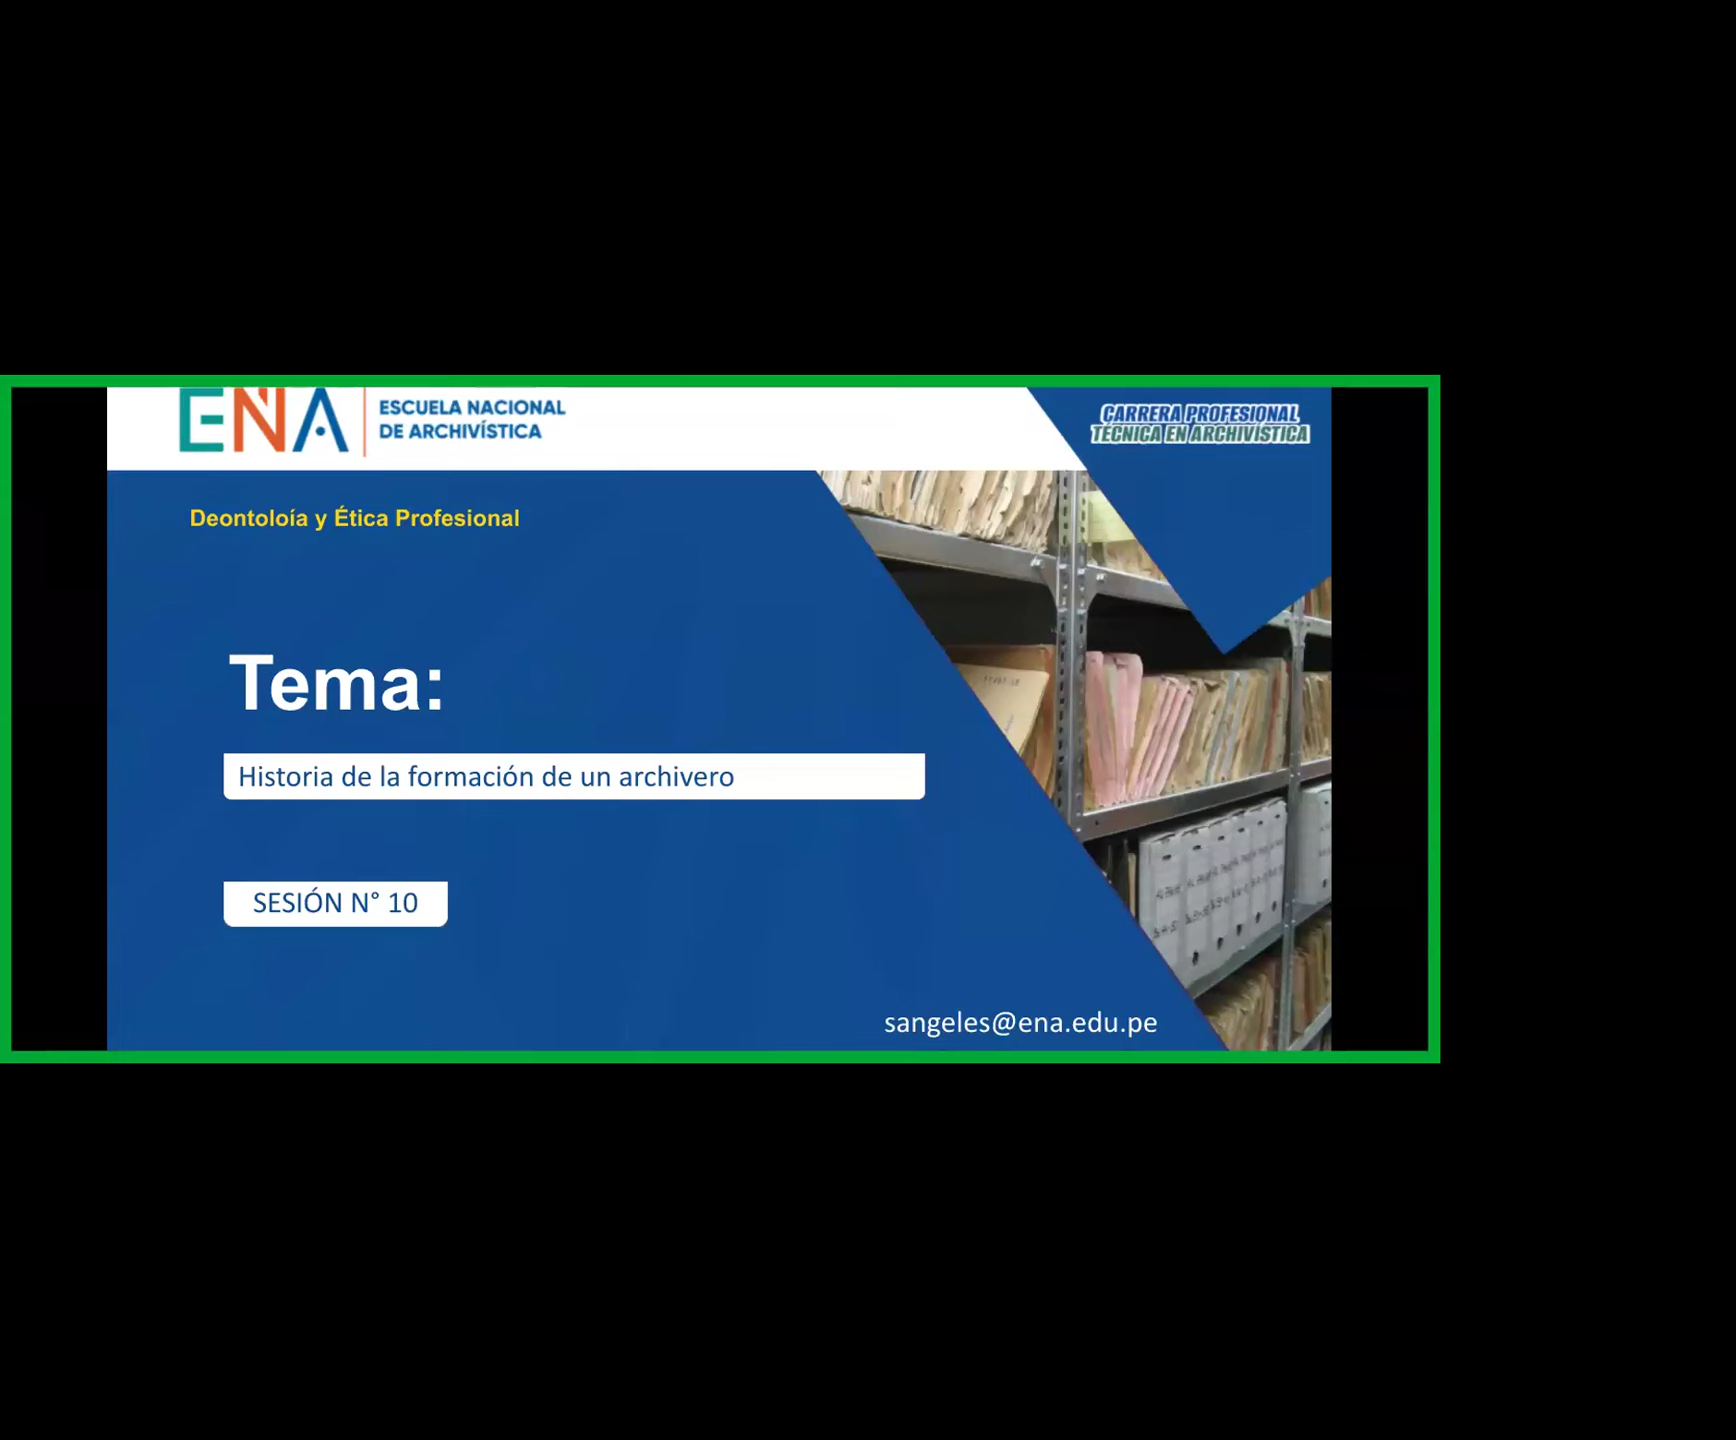 ENA
ESCUELA NACIONAL
DE ARCHIVÍSTICA
CARRERA PROFESIONAL
TÉCNICA EN ARCHIVÍSTICA
Deontoloía y Ética Profesional
Tema:
Historia de la formación de un archivero
SESIÓN N° 10
sangeles@ena.edu.pe